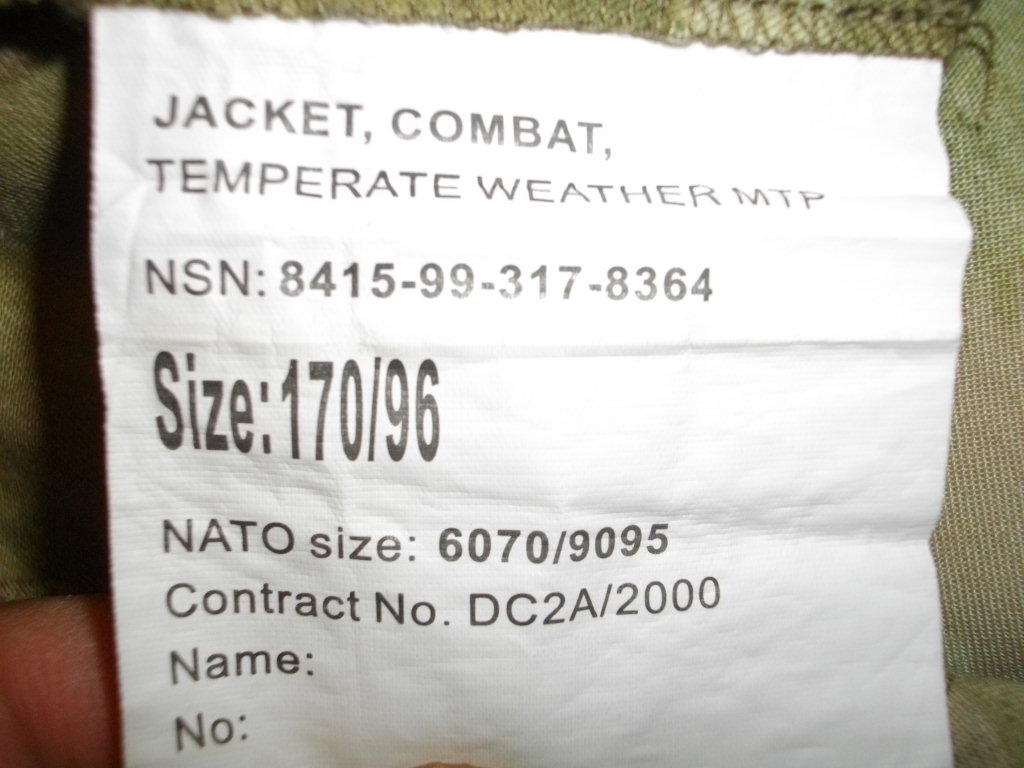 JACKET, COMBAT,
TEMPERATE WEATHER MTP
NSN: 8415-99-317-8364
Size:170/96
NATO size: 6070/9095
Contract No. DC2A/2000
Name:
No: